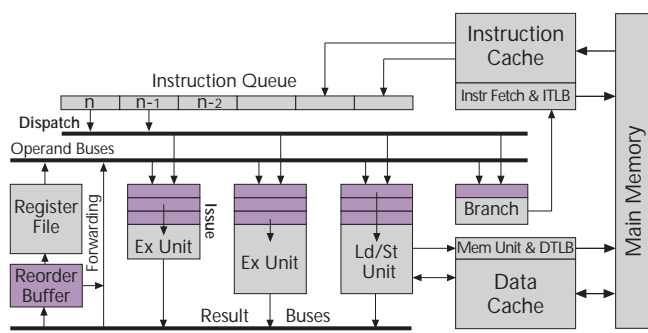 Instruction
Cache
Instr Fetch & ITLB
Main Memory
Instruction Queue
n
n-1
n-2
Dispatch
Operand Buses
Register
File
Reorder
Buffer
Forwarding
Ex Unit
Issue
Ex Unit
Ld/St
Unit
Branch
Mem Unit & DTLB
Data
Cache
Result Buses